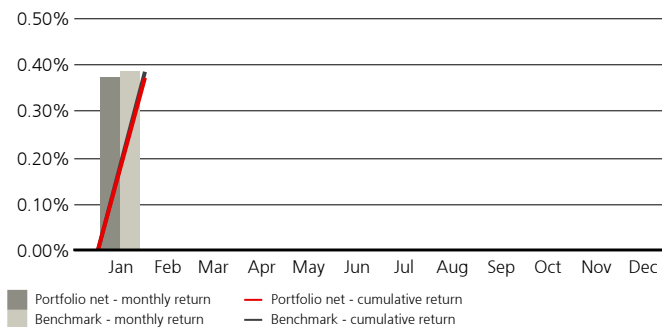 0.50%
0.40%
0.30%
0.20%
0.10%
0.00%
Jan Feb Mar Apr May Jun Jul Aug Sep Oct Nov Dec
Portfolio net - monthly return Portfolio net - cumulative return
Benchmark - monthly return Benchmark - cumulative return